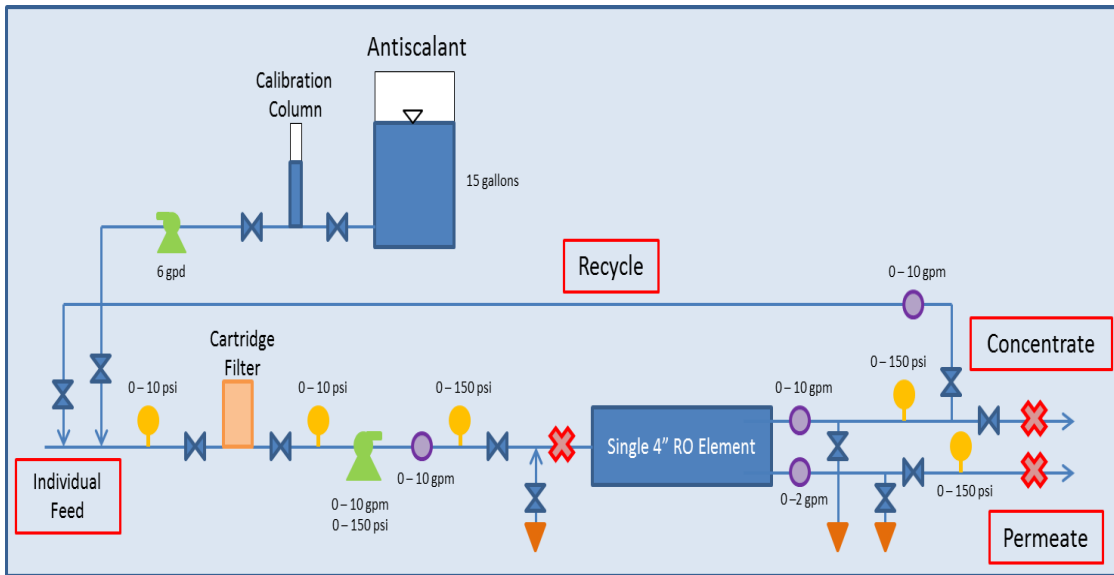 Antiscalant
Calibration
Column
15 gallons
6 gpd
Recycle
0 – 10 gpm
Cartridge
Filter
Concentrate
0 – 150 psi
0 – 10 psi
0 – 10 psi
0 – 150 psi
0 – 10 gpm
Single 4” RO Element
Individual
Feed
0 – 10 gpm
0 – 10 gpm
0 – 150 psi
0 –2 gpm
0 – 150 psi
Permeate